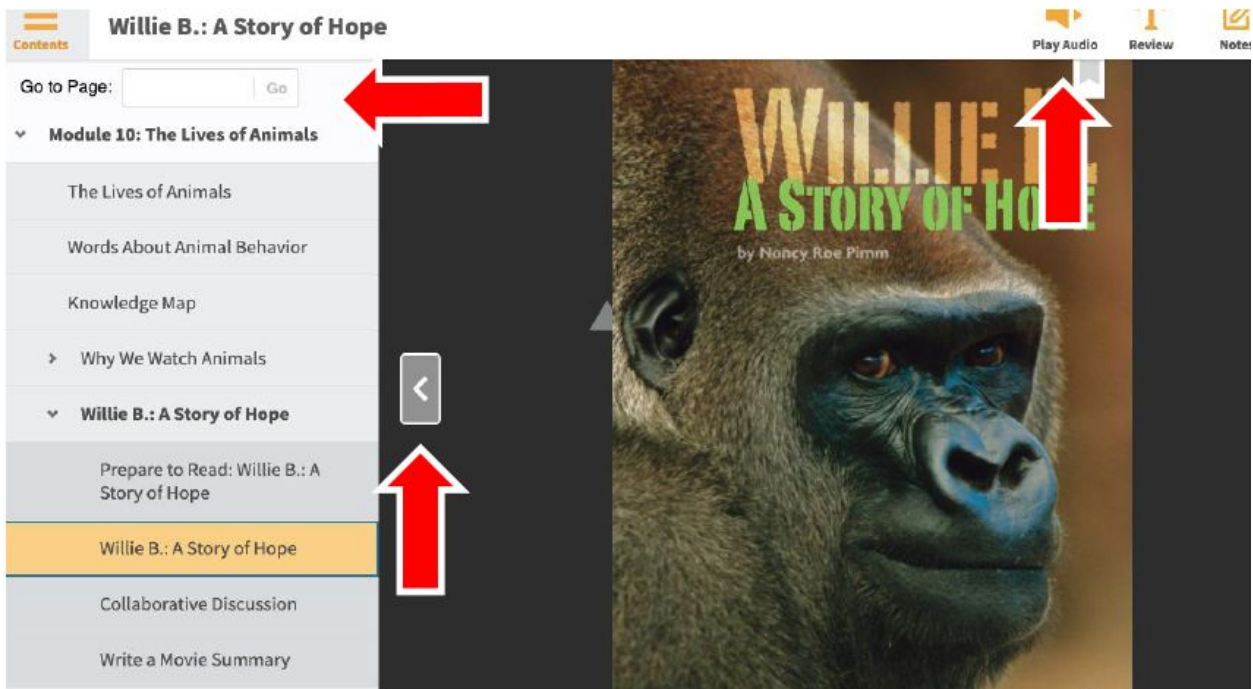 Contents
Willie B.: A Story of Hope
Play Audio
Review
Notes
Go to Page:
Go
Module 10: The Lives of Animals
The Lives of Animals
Words About Animal Behavior
Knowledge Map
Why We Watch Animals
Willie B.: A Story of Hope
Prepare to Read: Willie B.: A
Story of Hope
Willie B.: A Story of Hope
Collaborative Discussion
Write a Movie Summary
WILLIE
A STORY OF HOPE
by Nancy Roe Pimm